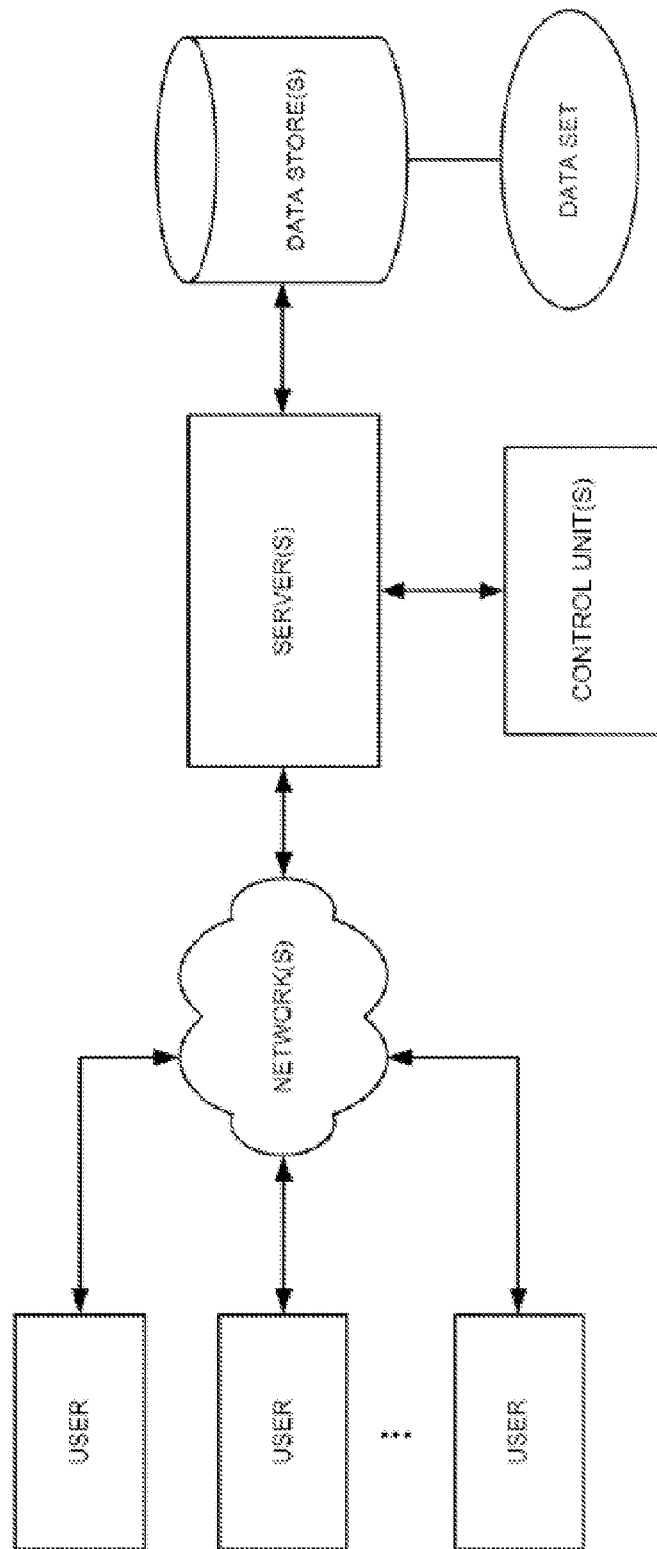 USER
USER
...
USER
NETWORK(S)
SERVER(S)
CONTROL UNIT(S)
DATA STORE(S)
DATA SET